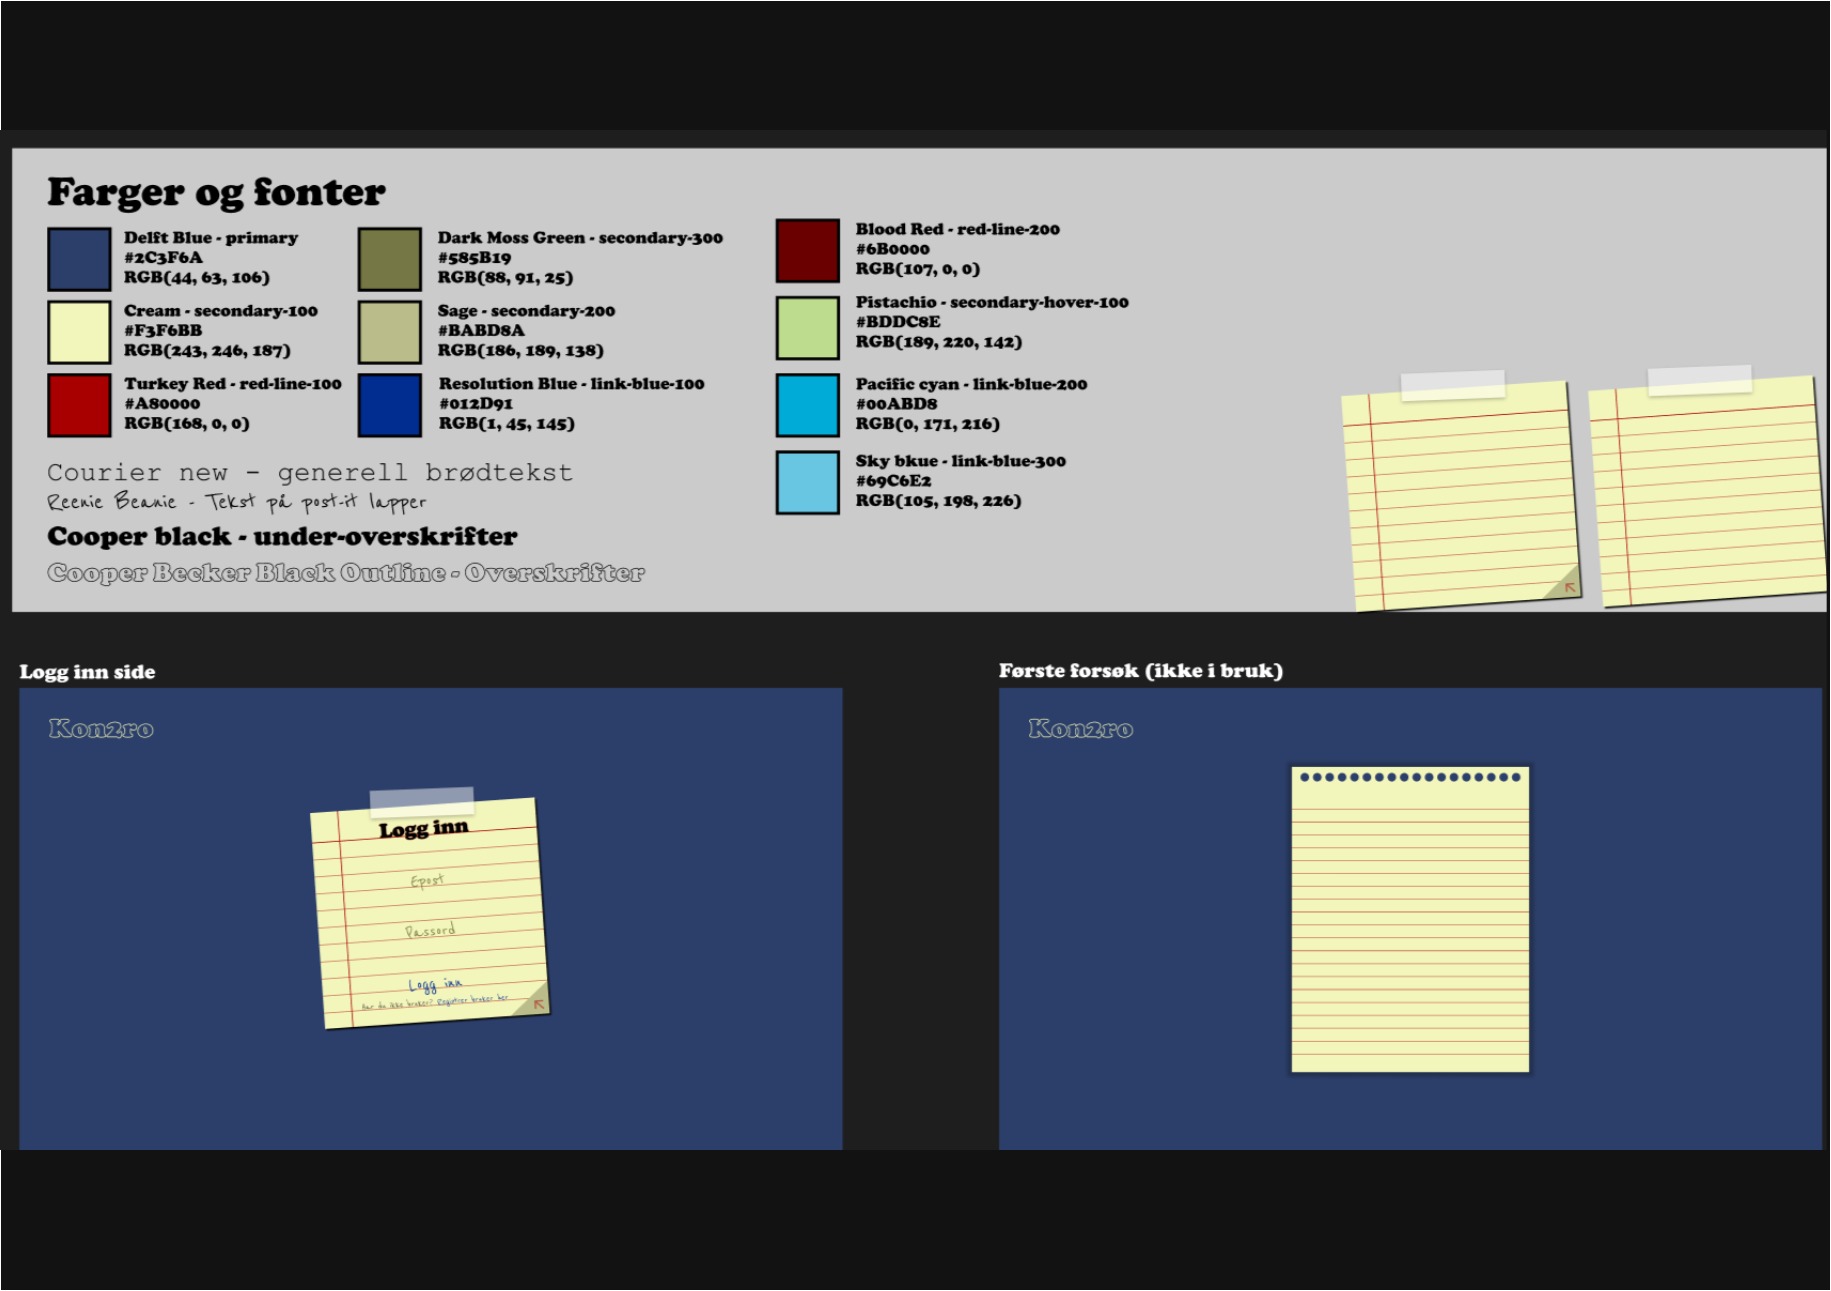 Farger og fonter
Delft Blue - primary
#2C3F6A
RGB(44, 63, 106)
Cream - secondary-100
#F3F6BB
RGB(243, 246, 187)
Turkey Red - red-line-100
#A80000
RGB(168, 0, 0)
Dark Moss Green - secondary-300
#585B19
RGB(88, 91, 25)
Sage - secondary-200
#BABD8A
RGB(186, 189, 138)
Resolution Blue - link-blue-100
#012D91
RGB(1, 45, 145)
Blood Red - red-line-200
#6B0000
RGB(107, 0, 0)
Pistachio - secondary-hover-100
#BDDC8E
RGB(189, 220, 142)
Pacific cyan - link-blue-200
#00ABD8
RGB(0, 171, 216)
Sky bkue - link-blue-300
#69C6E2
RGB(105, 198, 226)
Courier new - generell brødtekst
Reenie Beanie - Tekst på post-it lapper
Cooper black - under-overskrifter
Cooper Becker Black Outline - Overskrifter
Logg inn side
Kon2ro
Logg inn
Epost
Passord
Logg inn
Har du ikke bruker? Registrer bruker her
Første forsøk (ikke i bruk)
Kon2ro